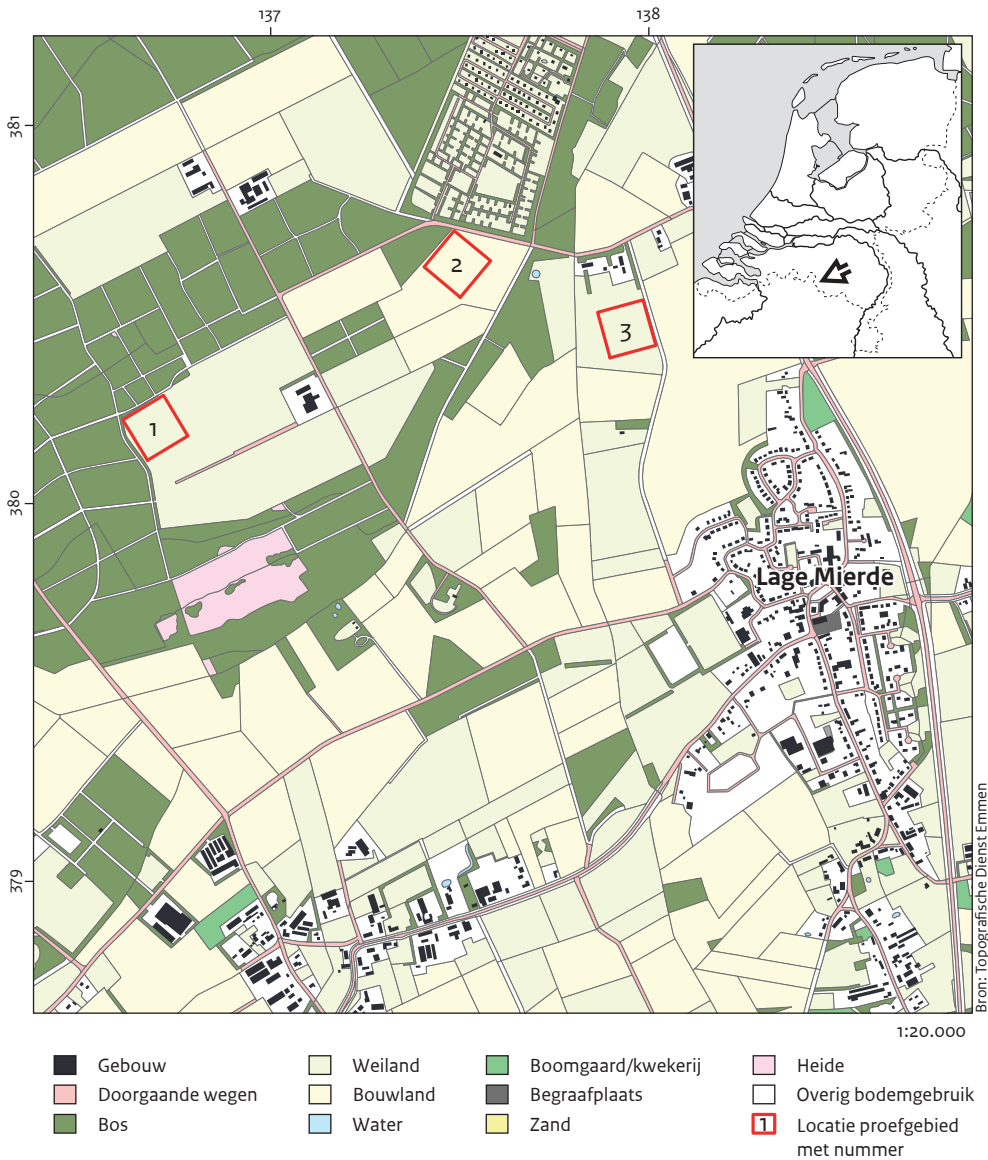 137
138
381
380
379
1
2
3
Lage Mierde
Bron: Topografische Dienst Emmen
1:20.000
Gebouw
Doorgaande wegen
Bos
Weiland
Bouwland
Water
Boomgaard/kwekerij
Begraafplaats
Zand
Heide
Overig bodemgebruik
1
Locatie proefgebied
met nummer